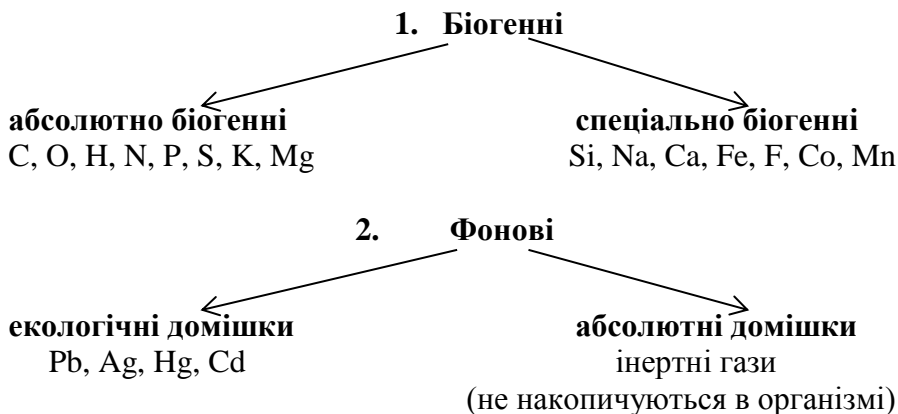 1. Біогенні
абсолютно біогенні
C, O, H, N, P, S, K, Mg
спеціально біогенні
Si, Na, Ca, Fe, F, Co, Mn
2. Фонові
екологічні домішки
Pb, Ag, Hg, Cd
абсолютні домішки
інертні гази
(не накопичуються в організмі)